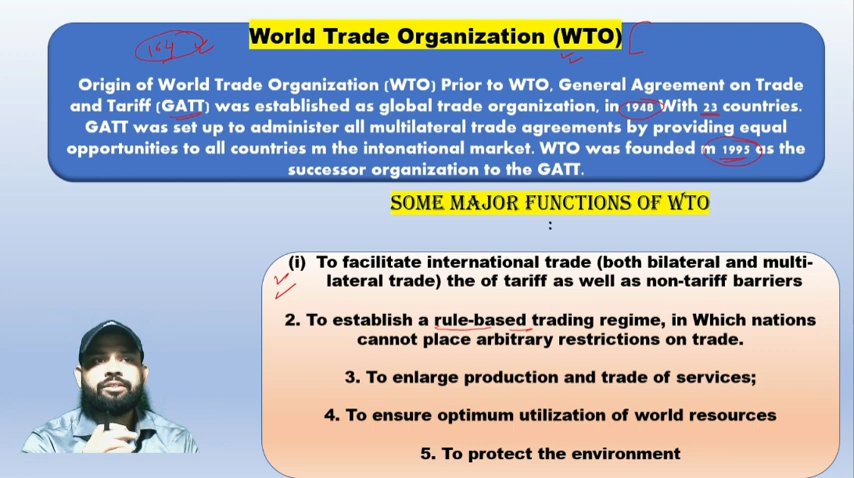 World Trade Organization (WTO)
164
Origin of World Trade Organization (WTO) Prior to WTO, General Agreement on Trade
and Tariff (GATT) was established as global trade organization, in 1948 With 23 countries.
GATT was set up to administer all multilateral trade agreements by providing equal
opportunities to all countries m the intonational market. WTO was founded m 1995 as the
successor organization to the GATT.
SOME MAJOR FUNCTIONS OF WTO
:
(i) To facilitate international trade (both bilateral and multi-
lateral trade) the of tariff as well as non-tariff barriers
2. To establish a rule-based trading regime, in Which nations
cannot place arbitrary restrictions on trade.
3. To enlarge production and trade of services;
4. To ensure optimum utilization of world resources
5. To protect the environment